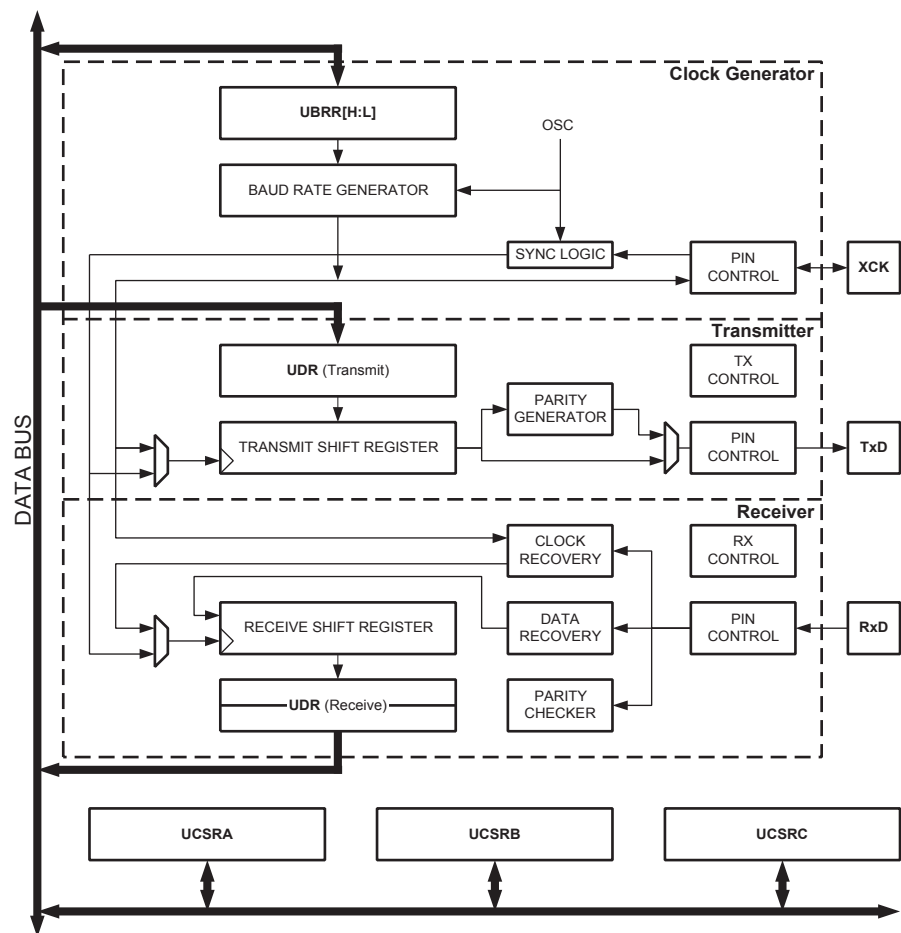 Clock Generator
UBRR[H:L]
OSC
BAUD RATE GENERATOR
SYNC LOGIC
PIN
CONTROL
XCK
Transmitter
UDR (Transmit)
TX
CONTROL
PARITY
GENERATOR
TRANSMIT SHIFT REGISTER
PIN
CONTROL
TxD
DATA BUS
Receiver
CLOCK
RECOVERY
RX
CONTROL
RECEIVE SHIFT REGISTER
DATA
RECOVERY
PIN
CONTROL
RxD
UDR (Receive)
PARITY
CHECKER
UCSRA
UCSRB
UCSRC